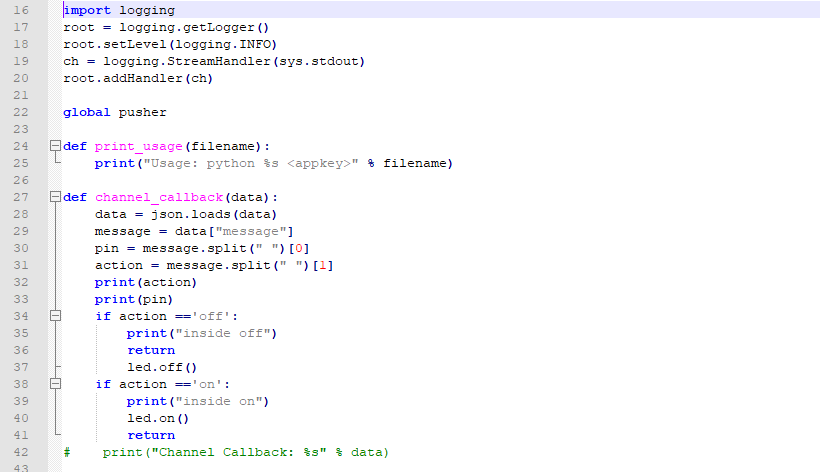 16 import logging
17 root = logging.getLogger()
18 root.setLevel(logging.INFO)
19 ch = logging.StreamHandler(sys.stdout)
20 root.addHandler(ch)
21
22 global pusher
23
24 def print_usage(filename):
25     print("Usage: python %s <appkey>" % filename)
26
27 def channel_callback(data):
28     data = json.loads(data)
29     message = data["message"]
30     pin = message.split(" ")[0]
31     action = message.split(" ")[1]
32     print(action)
33     print(pin)
34     if action =='off':
35         print("inside off")
36         return
37         led.off()
38     if action =='on':
39         print("inside on")
40         led.on()
41         return
42 #    print("Channel Callback: %s" % data)
43